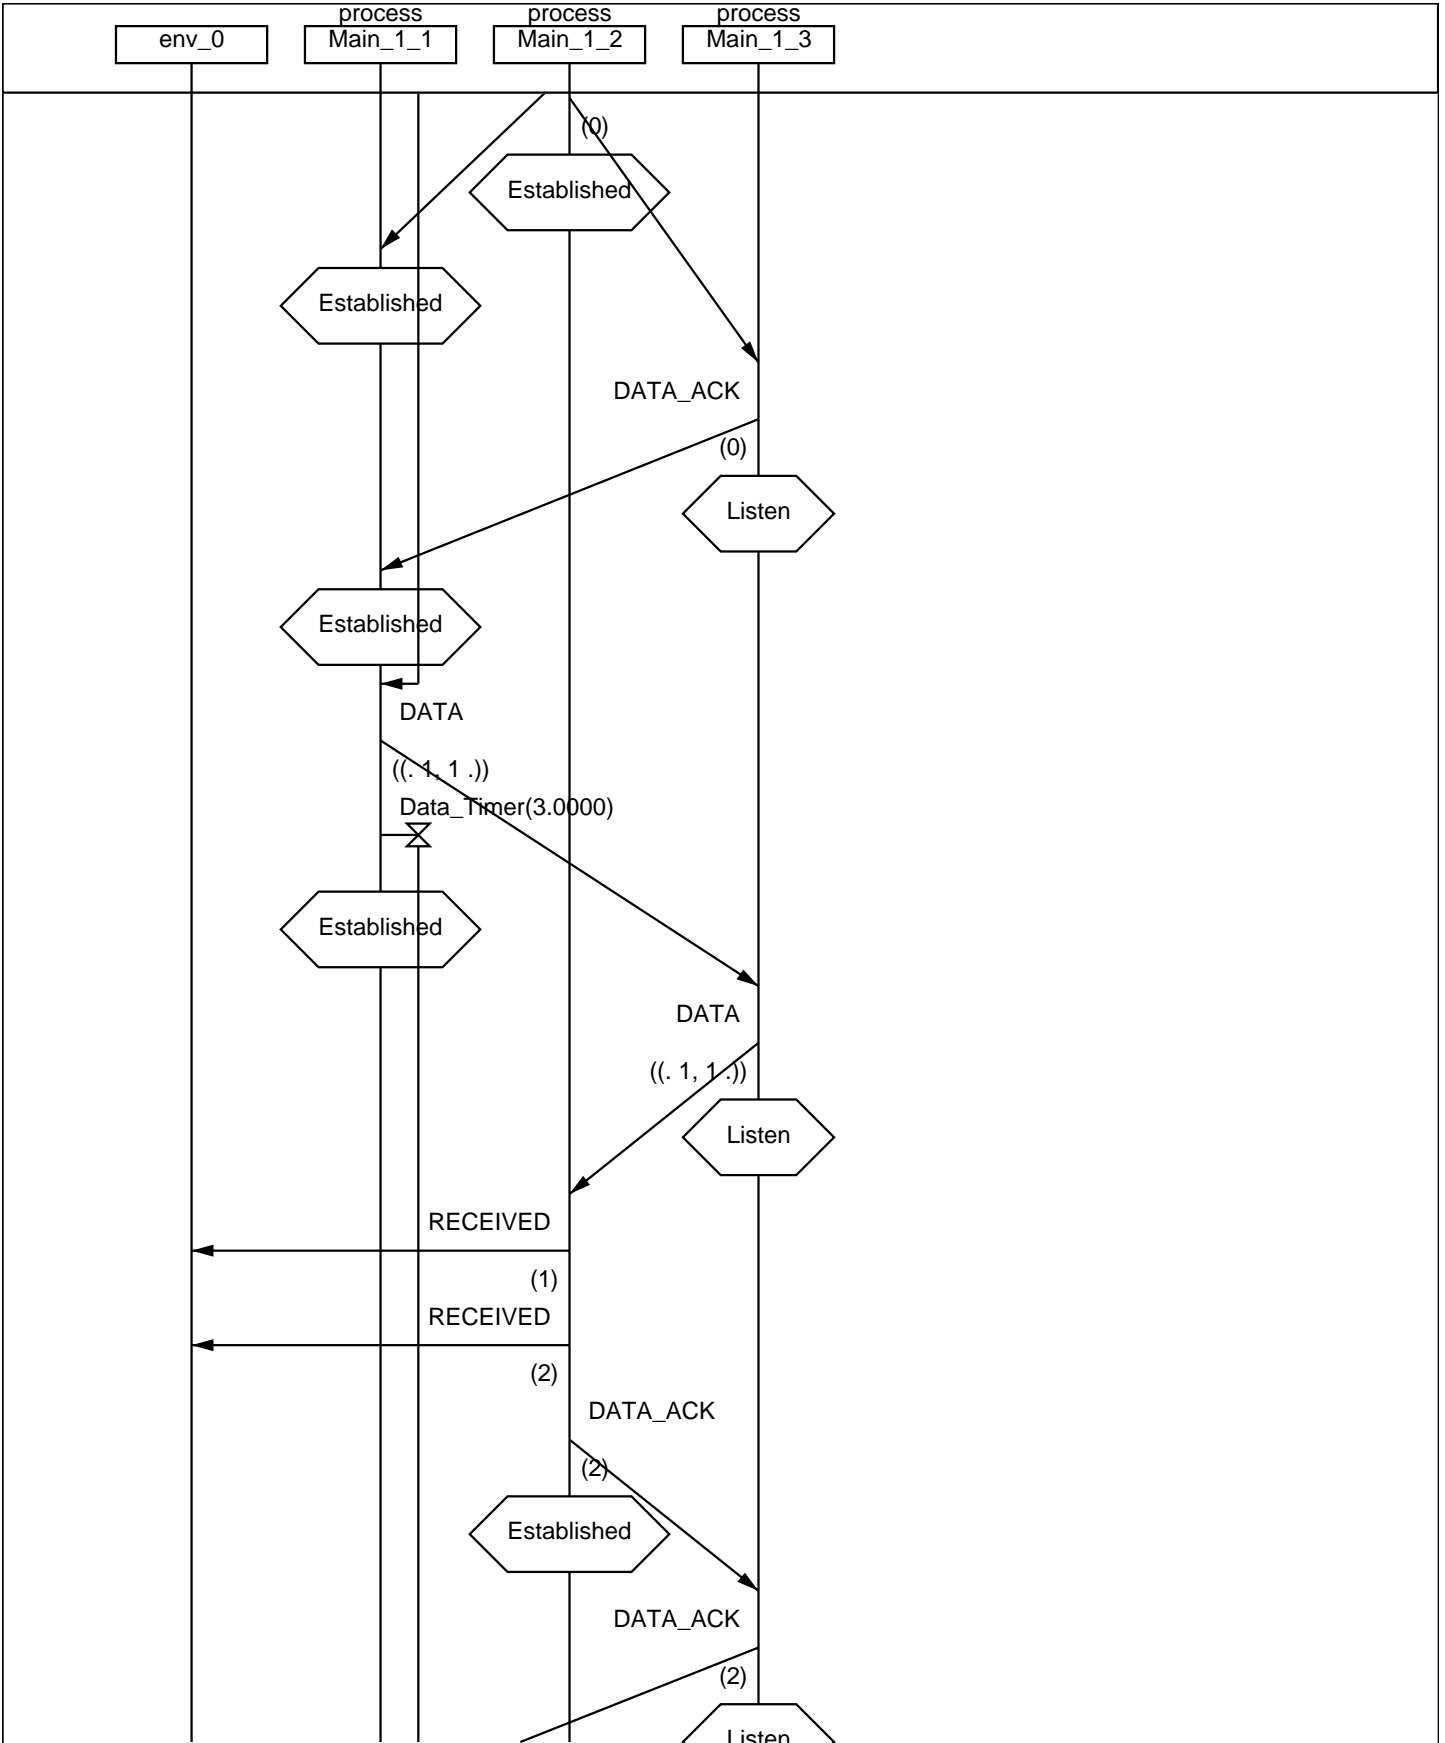 process process process
env_0 Main_1_1 Main_1_2 Main_1_3
(0)
Established
Established
DATA_ACK
(0)
Listen
Established
DATA
((. 1, 1 .))
Data_Timer(3.0000)
Established
DATA
((. 1, 1 .))
Listen
RECEIVED
(1)
RECEIVED
(2)
DATA_ACK
(2)
Established
DATA_ACK
(2)
Listen